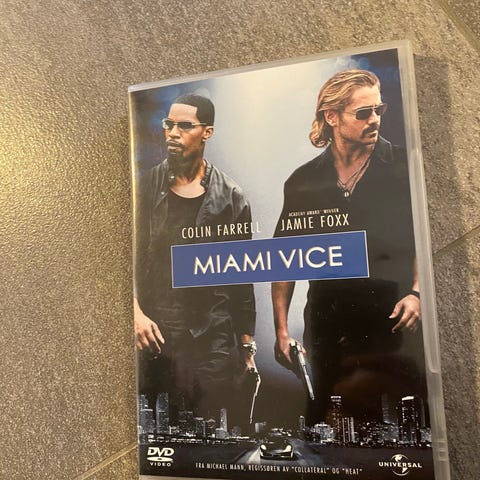 ACADEMY AWARD® WINNER
COLIN FARRELL JAMIE FOXX
MIAMI VICE
DVD
VIDEO
UNIVERSAL
FRA MICHAEL MANN, REGISSØREN AV "COLLATERAL" OG "HEAT"